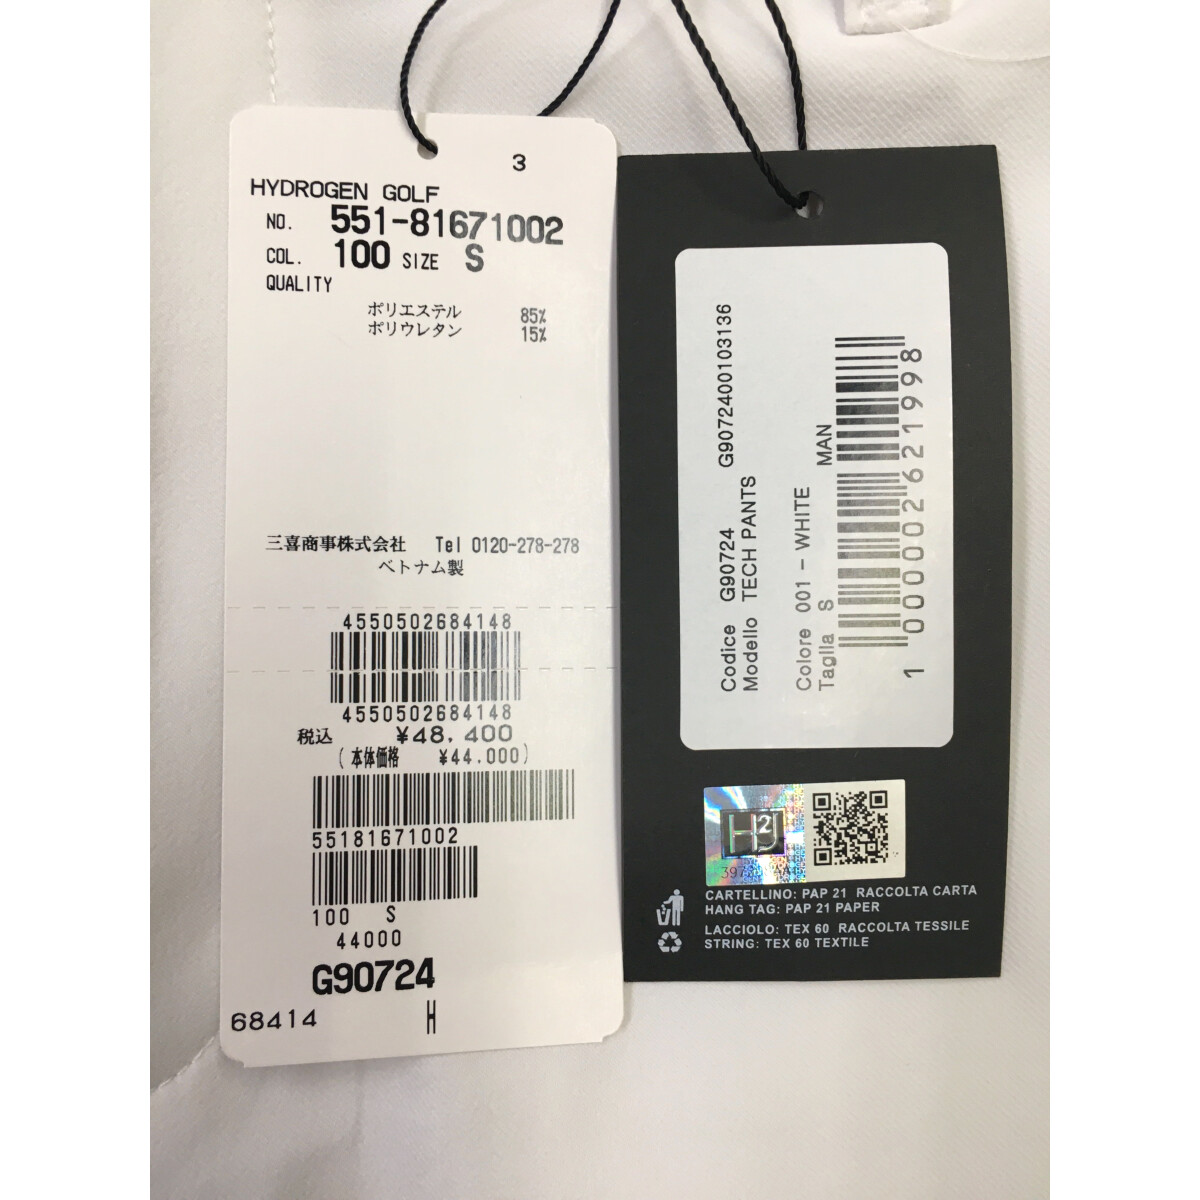 3
HYDROGEN GOLF
NO. 551-81671002
COL. 100 SIZE S
QUALITY
ポリエステル 85%
ポリウレタン 15%
三喜商事株式会社 Tel 0120-278-278
ベトナム製
4550502684148
4550502684148
税込 ¥48,400
(本体価格 ¥44,000)
55181671002
100 S
44000
G90724
68414 H
Codice G90724 G9072400103136
Modello TECH PANTS
Colore 001 - WHITE
Taglia S MAN
1000002621998
H2J
CARTELLINO: PAP 21 RACCOLTA CARTA
HANG TAG: PAP 21 PAPER
LACCIOLO: TEX 60 RACCOLTA TESSILE
STRING: TEX 60 TEXTILE